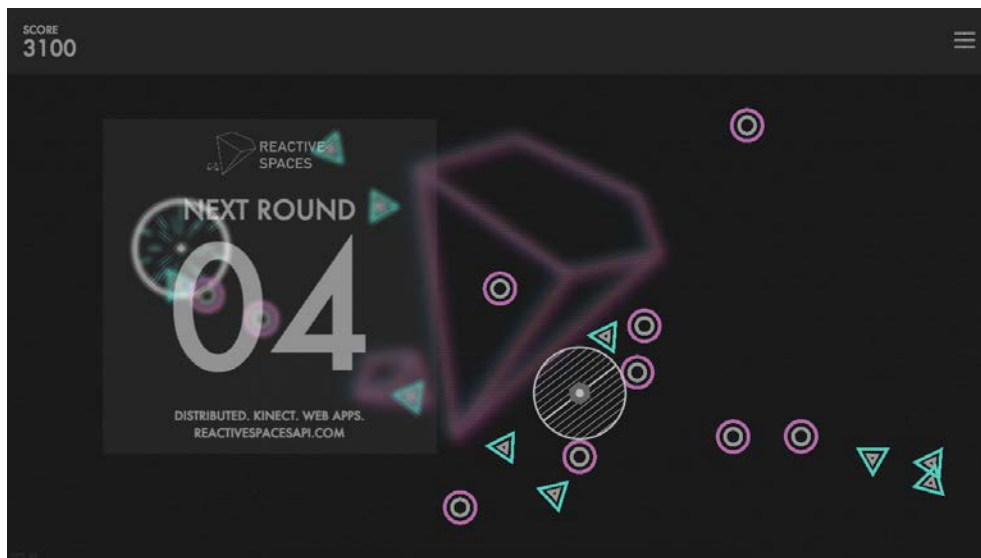 SCORE
3100
REACTIVE
SPACES
NEXT ROUND
04
DISTRIBUTED. KINECT. WEB APPS.
REACTIVESPACESAPI.COM